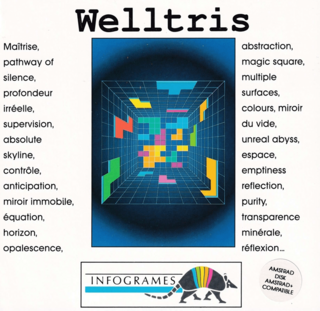 Welltris
Maîtrise,
pathway of
silence,
profondeur
irréelle,
supervision,
absolute
skyline,
contrôle,
anticipation,
miroir immobile,
équation,
horizon,
opalescence,
abstraction,
magic square,
multiple
surfaces,
colours, miroir
du vide,
unreal abyss,
espace,
emptiness
reflection,
purity,
transparence
minérale,
réflexion...
INFOGRAMES
AMSTRAD
DISK
AMSTRAD+
COMPATIBLE